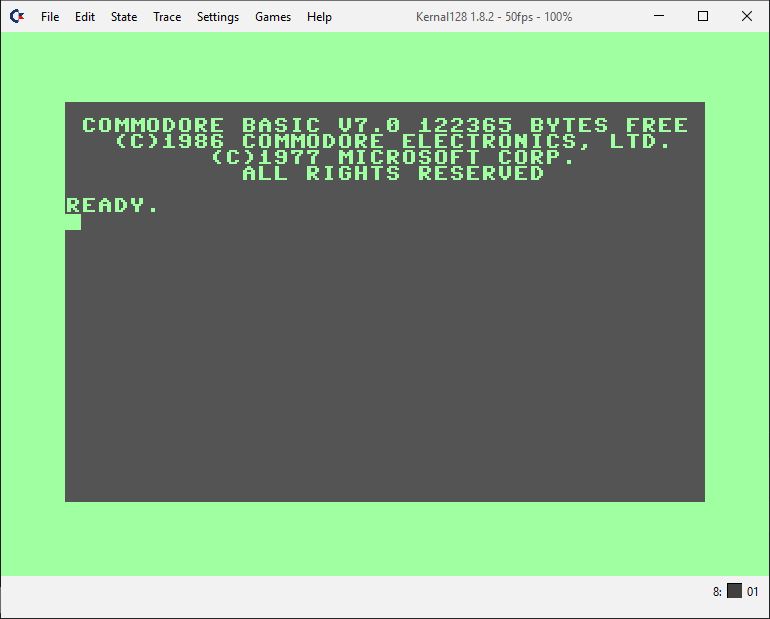 File Edit State Trace Settings Games Help Kernal128 1.8.2 - 50fps - 100%
COMMODORE BASIC V7.0 122365 BYTES FREE
(C)1986 COMMODORE ELECTRONICS, LTD.
(C)1977 MICROSOFT CORP.
ALL RIGHTS RESERVED
READY.
8: 01